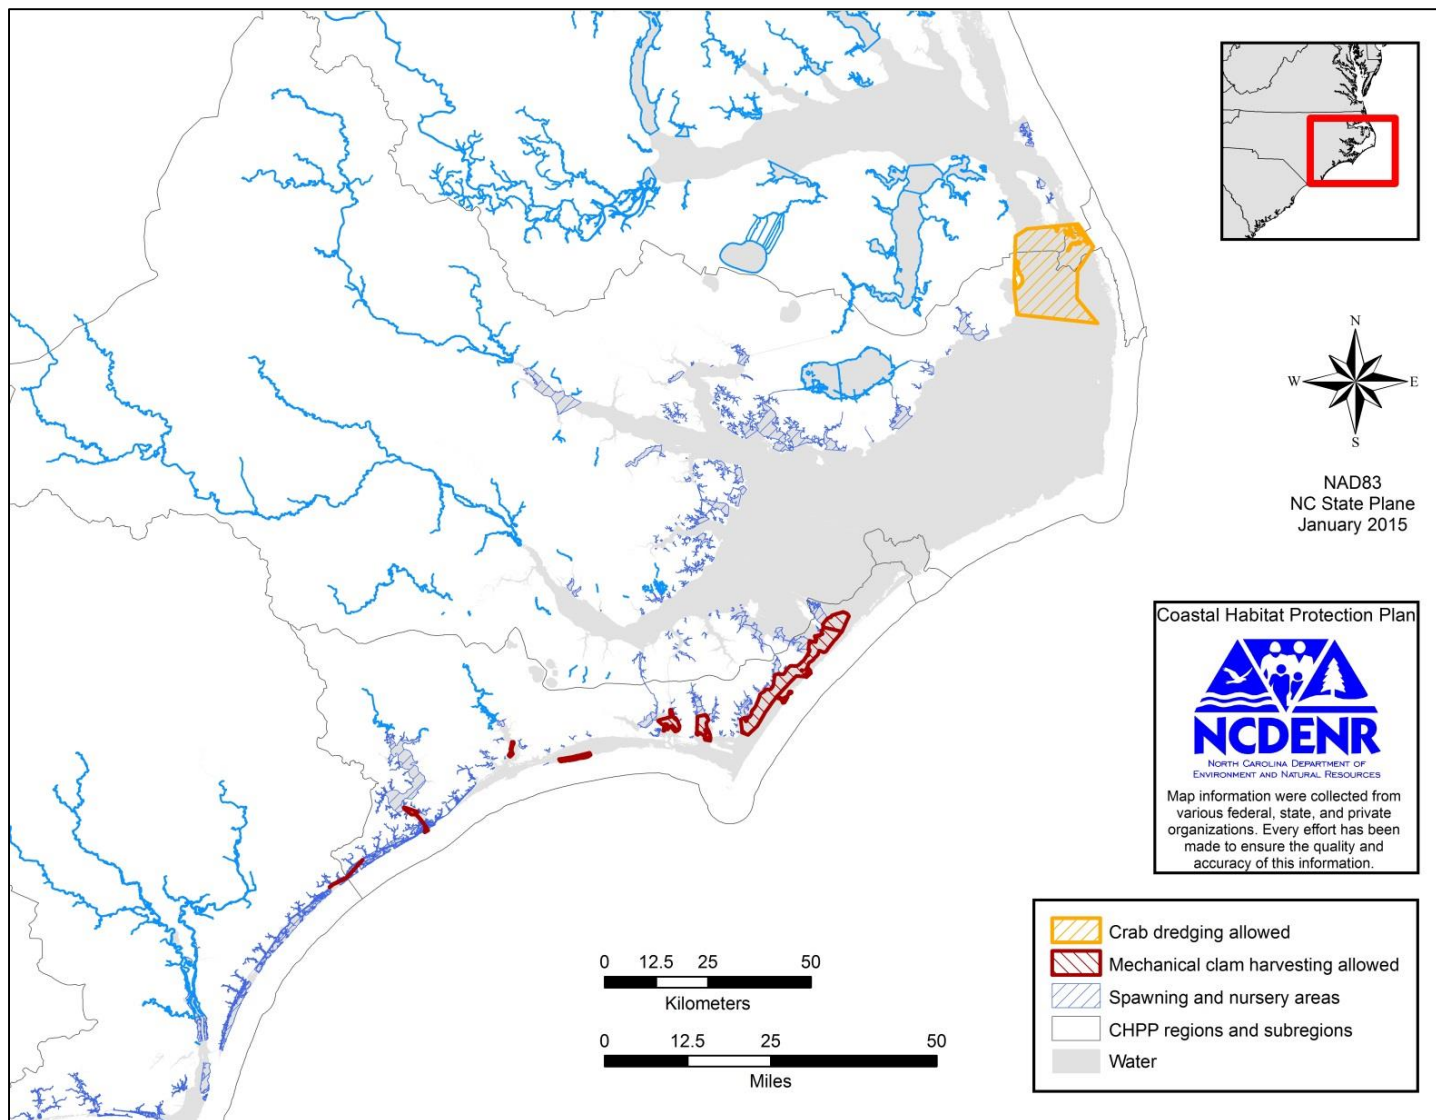 N
W E
S
NAD83
NC State Plane
January 2015
Coastal Habitat Protection Plan
NCDENR
NORTH CAROLINA DEPARTMENT OF
ENVIRONMENT AND NATURAL RESOURCES
Map information were collected from
various federal, state, and private
organizations. Every effort has been
made to ensure the quality and
accuracy of this information.
Crab dredging allowed
Mechanical clam harvesting allowed
Spawning and nursery areas
CHPP regions and subregions
Water
0 12.5 25 50
Kilometers
0 12.5 25 50
Miles